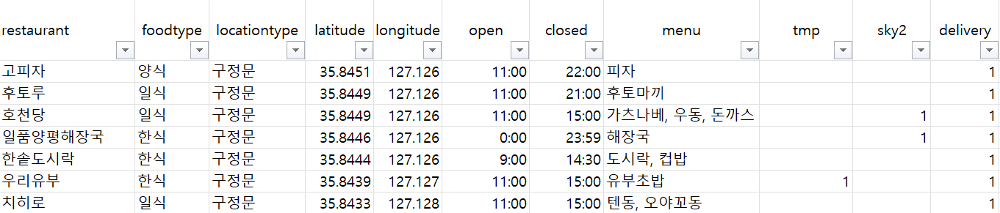 restaurant foodtype locationtype latitude longitude open closed menu tmp sky2 delivery
고피자 양식 구정문 35.8451 127.126 11:00 22:00 피자 1
후토루 일식 구정문 35.8449 127.126 11:00 21:00 후토마끼 1
호천당 일식 구정문 35.8449 127.126 11:00 15:00 가츠나베, 우동, 돈까스 1 1
일품양평해장국 한식 구정문 35.8446 127.126 0:00 23:59 해장국 1 1
한솥도시락 한식 구정문 35.8444 127.126 9:00 14:30 도시락, 컵밥 1
우리유부 한식 구정문 35.8439 127.127 11:00 15:00 유부초밥 1 1
치히로 일식 구정문 35.8433 127.128 11:00 15:00 텐동, 오야꼬동 1